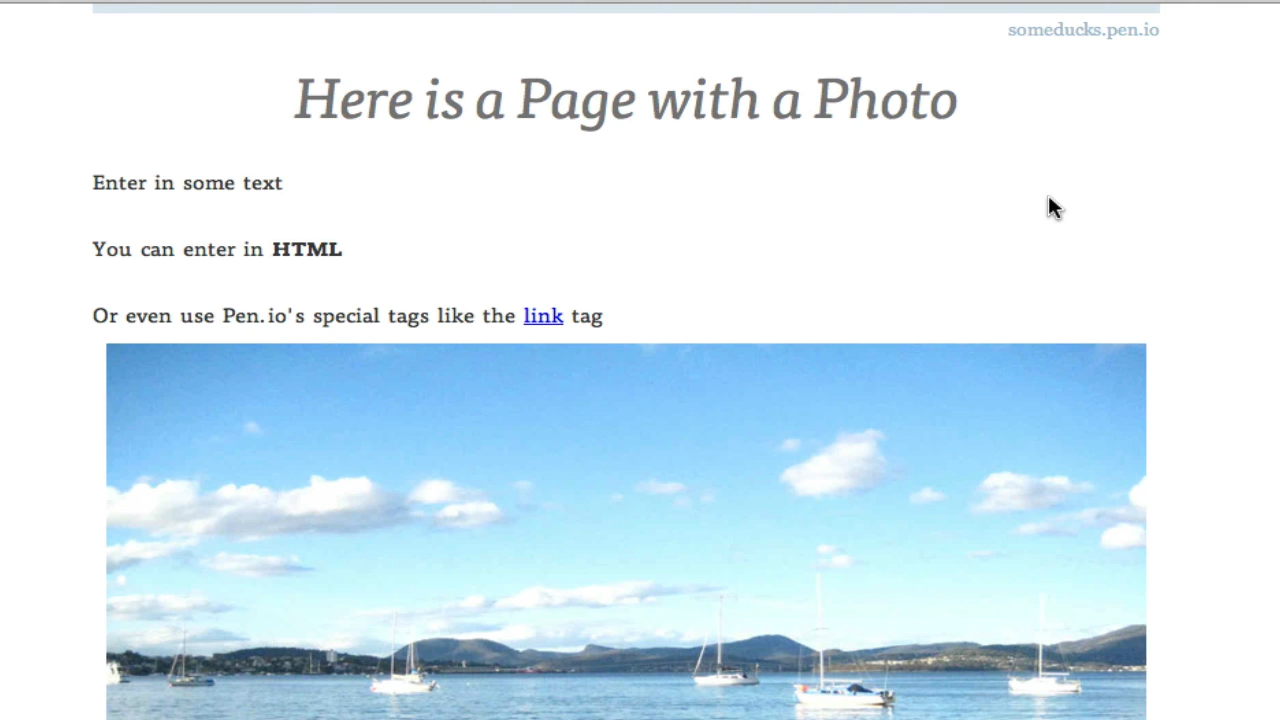 someducks.pen.io
Here is a Page with a Photo
Enter in some text
You can enter in HTML
Or even use Pen.io's special tags like the link tag